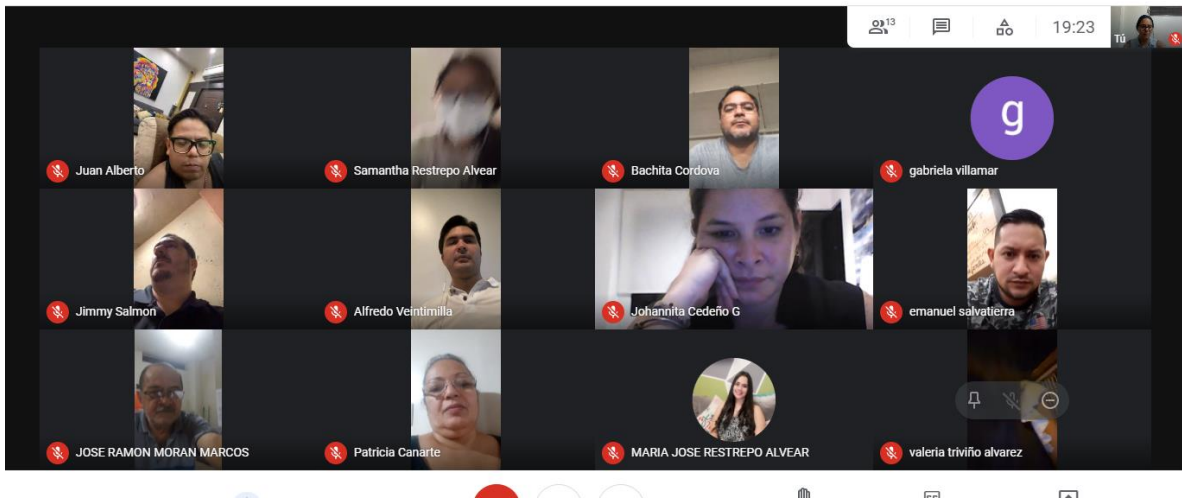 13
19:23
Tú
Juan Alberto
Samantha Restrepo Alvear
Bachita Cordova
g
gabriela villamar
Jimmy Salmon
Alfredo Veintimilla
Johannita Cedeño G
emanuel salvatierra
JOSE RAMON MORAN MARCOS
Patricia Canarte
MARIA JOSE RESTREPO ALVEAR
valeria triviño alvarez